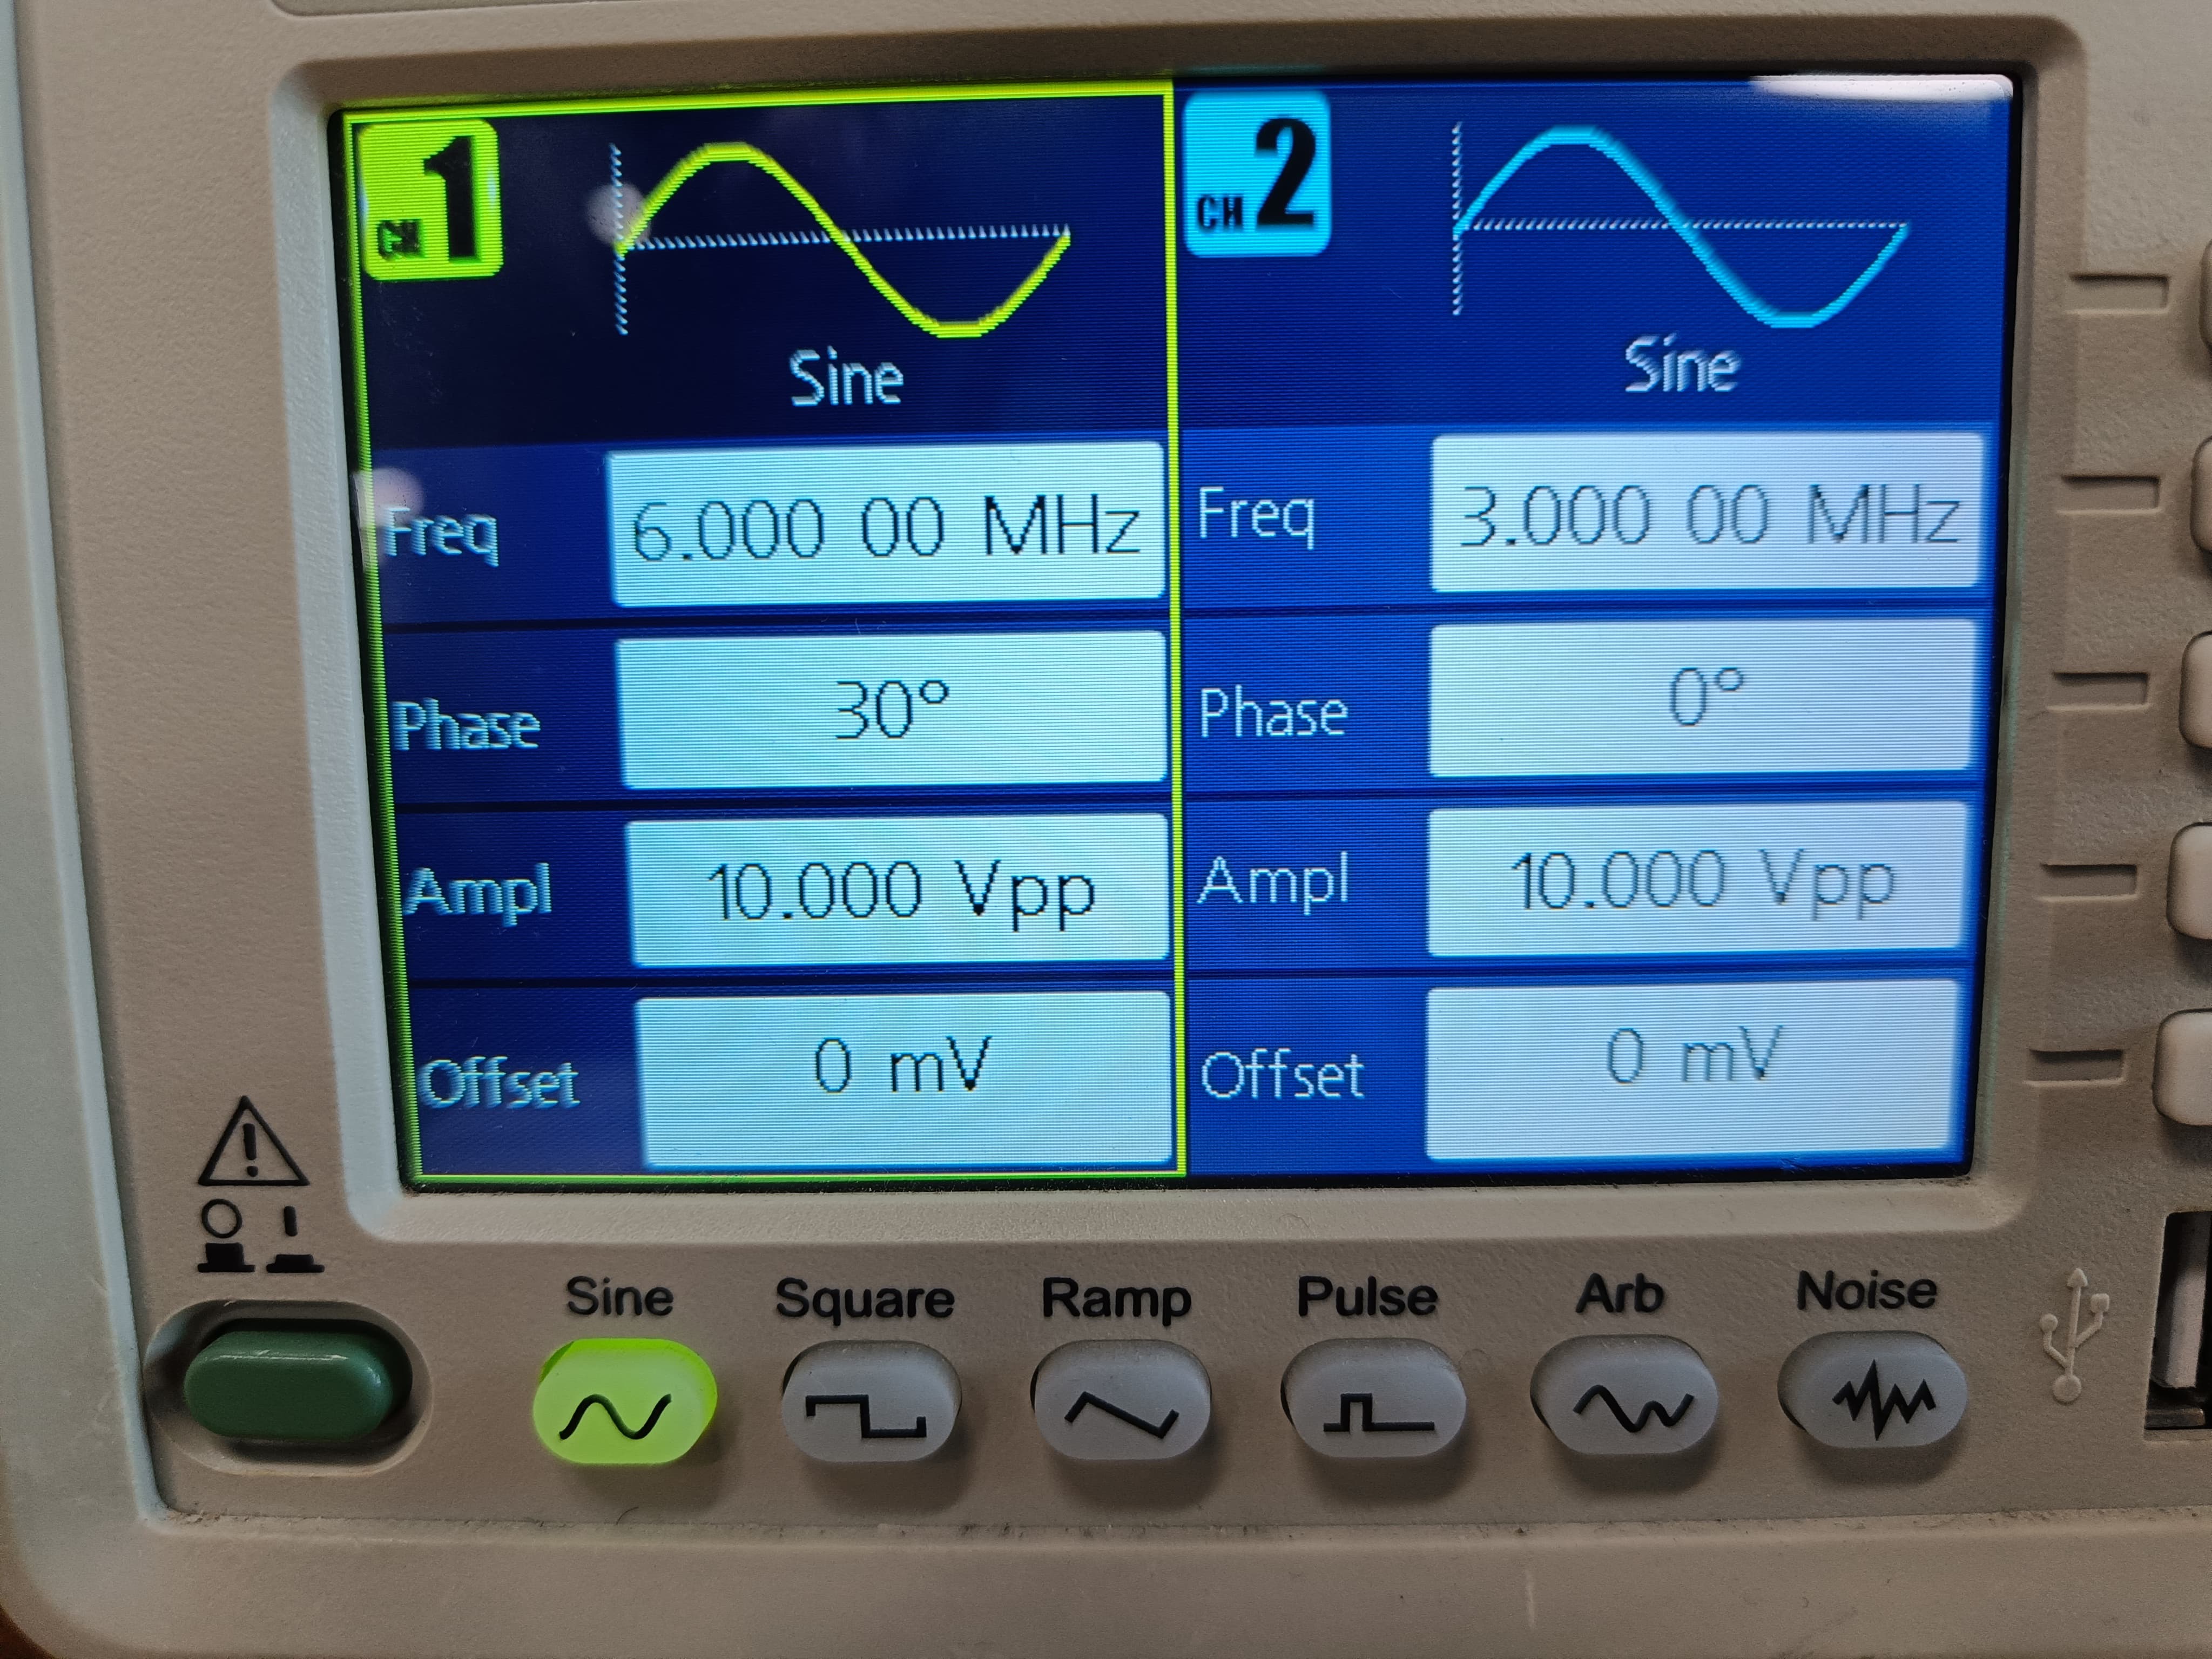 CH 1
Sine
Freq 6.000 00 MHz
Phase 30°
Ampl 10.000 Vpp
Offset 0 mV
CH 2
Sine
Freq 3.000 00 MHz
Phase 0°
Ampl 10.000 Vpp
Offset 0 mV
Sine Square Ramp Pulse Arb Noise